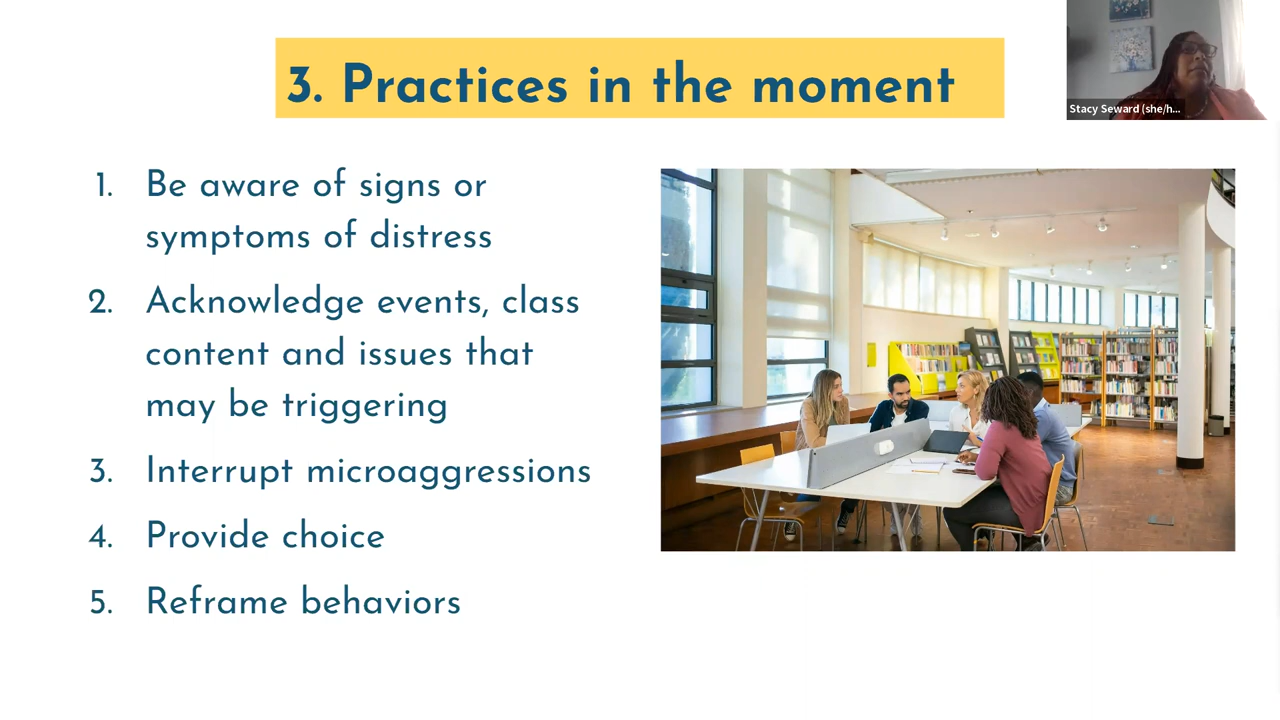 3. Practices in the moment
Stacy Seward (she/h...
1. Be aware of signs or
symptoms of distress
2. Acknowledge events, class
content and issues that
may be triggering
3. Interrupt microaggressions
4. Provide choice
5. Reframe behaviors